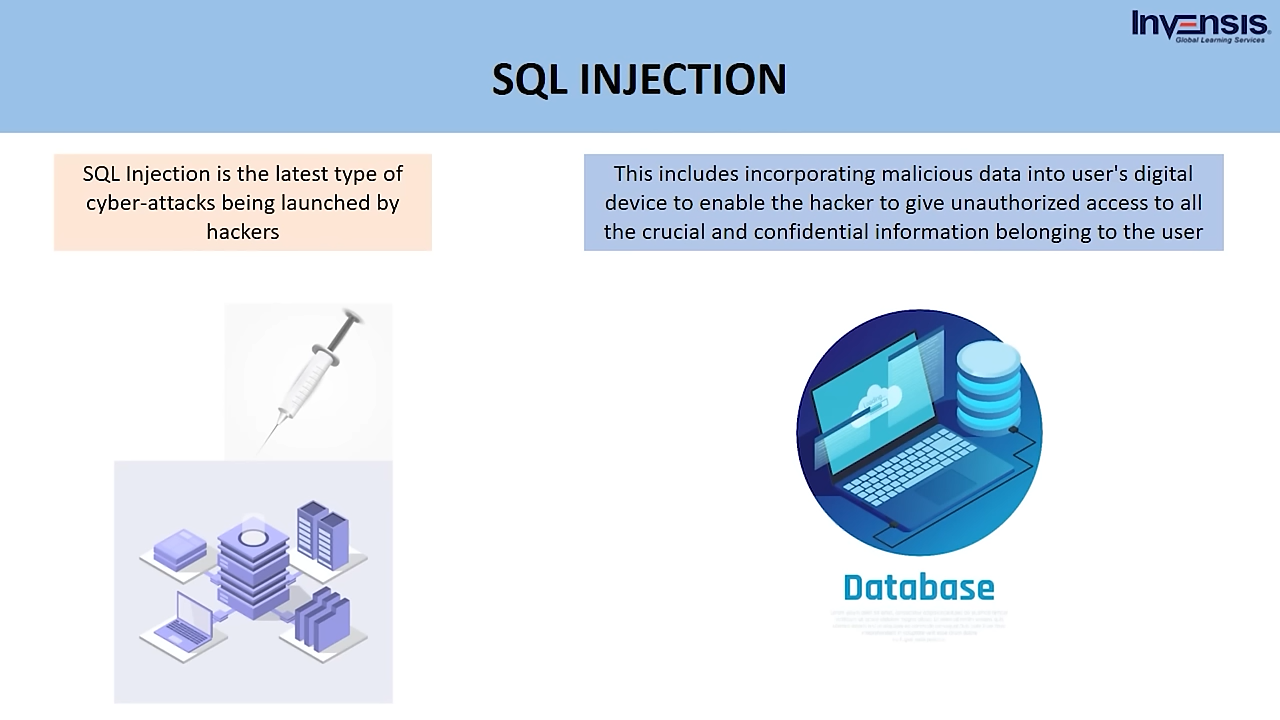 Invensis
Global Learning Services
SQL INJECTION
SQL Injection is the latest type of
cyber-attacks being launched by
hackers
This includes incorporating malicious data into user's digital
device to enable the hacker to give unauthorized access to all
the crucial and confidential information belonging to the user
Loading...
Database